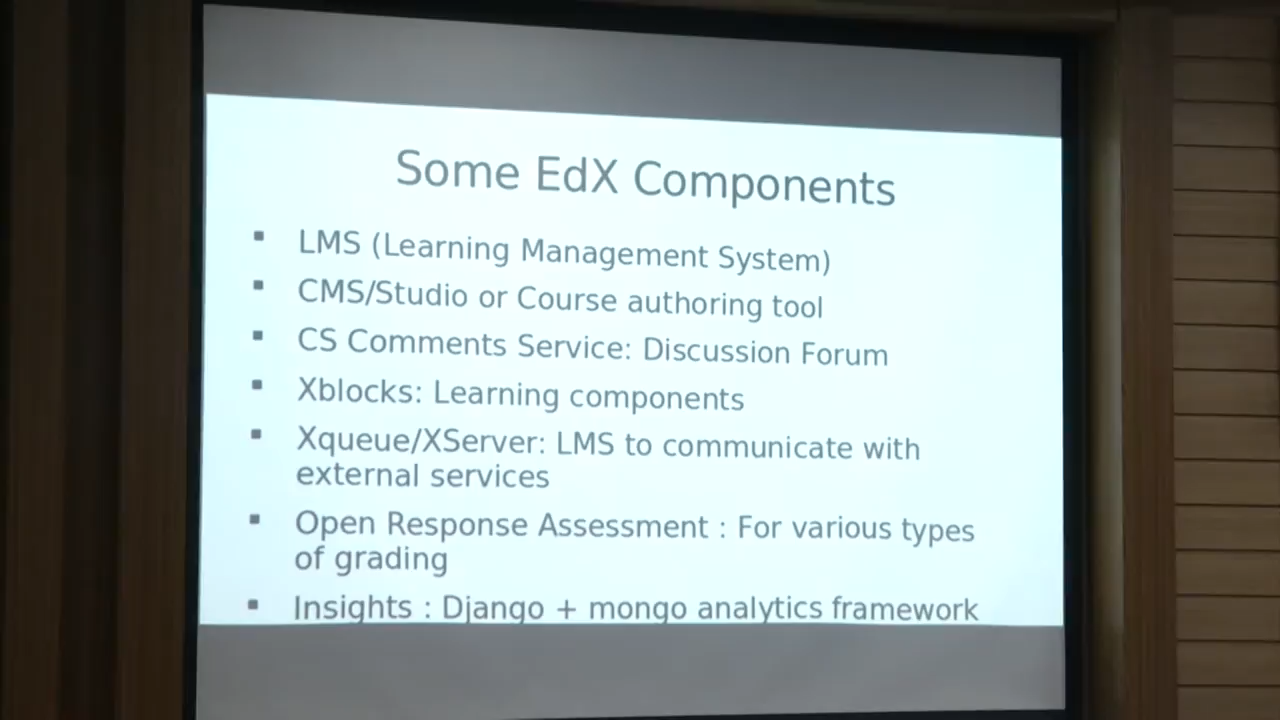 Some EdX Components
▪ LMS (Learning Management System)
▪ CMS/Studio or Course authoring tool
▪ CS Comments Service: Discussion Forum
▪ Xblocks: Learning components
▪ Xqueue/XServer: LMS to communicate with
external services
▪ Open Response Assessment : For various types
of grading
▪ Insights : Django + mongo analytics framework